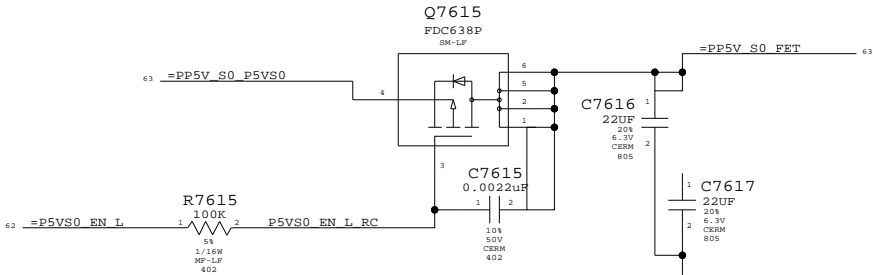 Q7615
FDC638P
SM-LF
63 =PP5V_S0_P5VS0
4
6
5
2
1
3
=PP5V_S0_FET 63
C7616
22UF
20%
6.3V
CERM
805
1
2
C7617
22UF
20%
6.3V
CERM
805
1
2
C7615
0.0022uF
1 2
10%
50V
CERM
402
R7615
100K
62 =P5VS0_EN_L 1 2 P5VS0_EN_L_RC
5%
1/16W
MF-LF
402